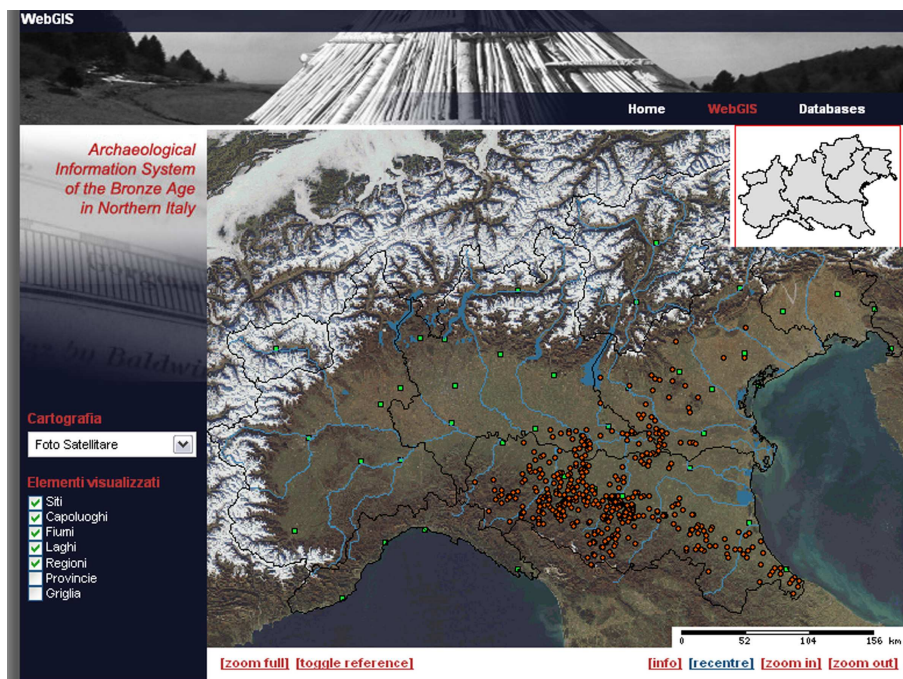 WebGIS
Home WebGIS Databases
Archaeological
Information System
of the Bronze Age
in Northern Italy
Cartografia
Foto Satellitare
Elementi visualizzati
Siti
Capoluoghi
Fiumi
Laghi
Regioni
Provincie
Griglia
0 52 104 156 km
[zoom full] [toggle reference] [info] [recentre] [zoom in] [zoom out]